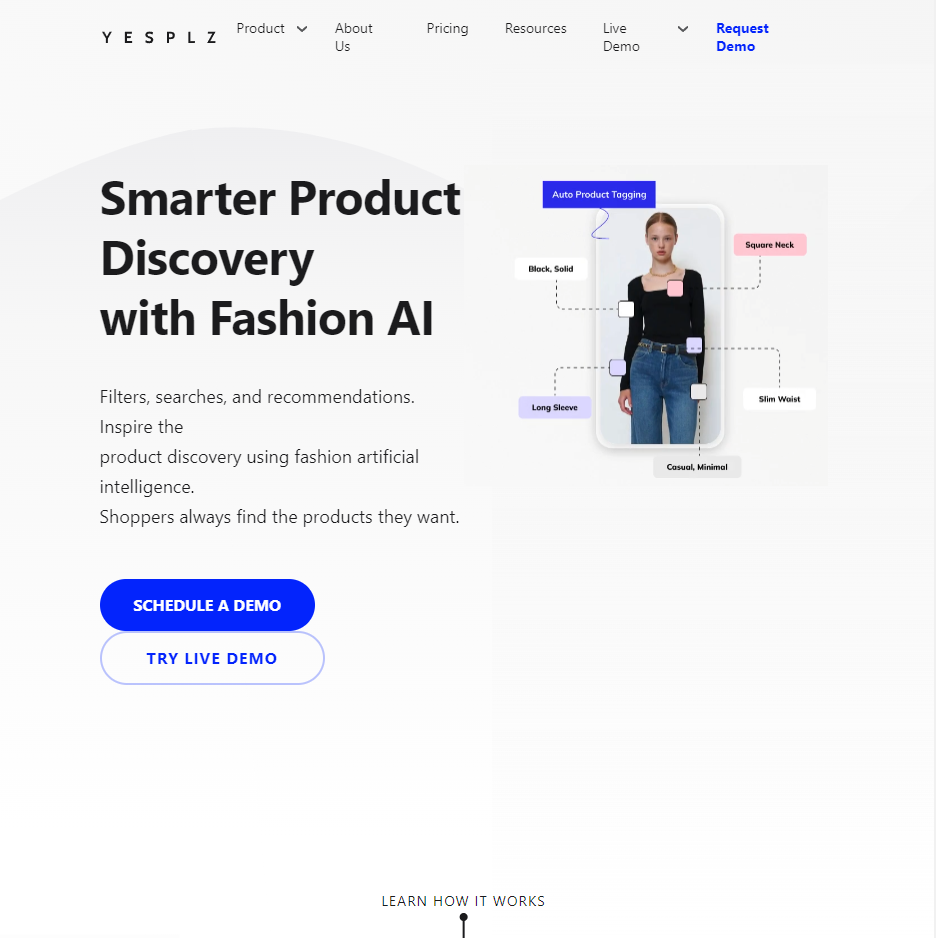 YESPLZ
Product
About
Us
Pricing
Resources
Live
Demo
Request
Demo
Smarter Product
Discovery
with Fashion AI
Filters, searches, and recommendations.
Inspire the
product discovery using fashion artificial
intelligence.
Shoppers always find the products they want.
SCHEDULE A DEMO
TRY LIVE DEMO
Auto Product Tagging
Square Neck
Black, Solid
Slim Waist
Long Sleeve
Casual, Minimal
LEARN HOW IT WORKS